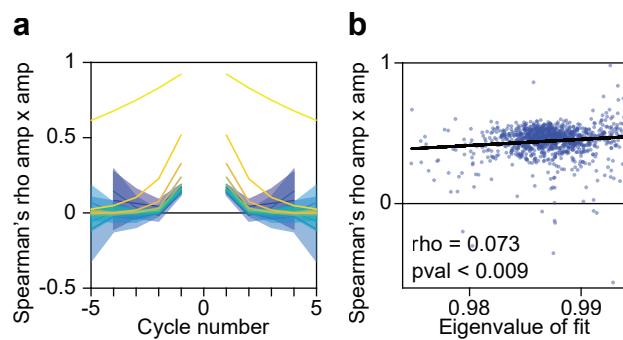 a
Spearman's rho amp x amp
1
0.5
0
-0.5
-5
0
5
Cycle number
b
Spearman's rho amp x amp
1
0
rho = 0.073
pval < 0.009
0.98
0.99
Eigenvalue of fit